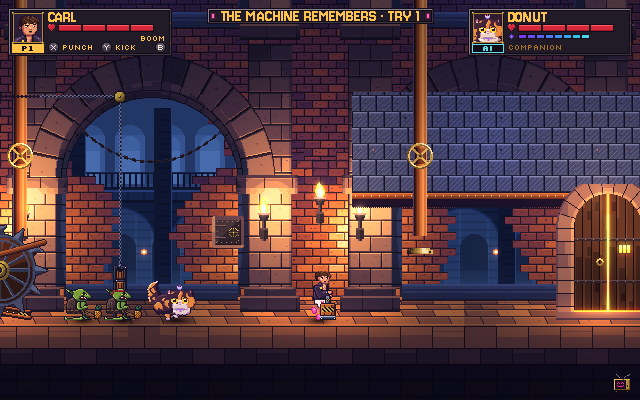 CARL
P1
X PUNCH Y KICK B
BOOM
THE MACHINE REMEMBERS · TRY 1
DONUT
AI
COMPANION